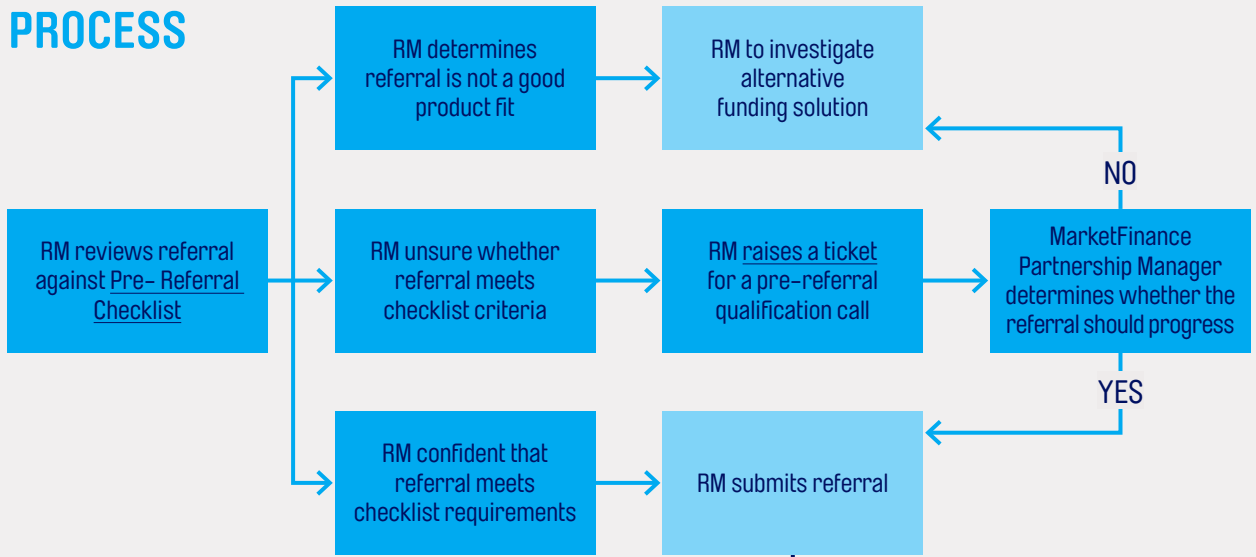 PROCESS
RM determines
referral is not a good
product fit
RM to investigate
alternative
funding solution
NO
RM reviews referral
against Pre- Referral
Checklist
RM unsure whether
referral meets
checklist criteria
RM raises a ticket
for a pre-referral
qualification call
MarketFinance
Partnership Manager
determines whether the
referral should progress
YES
RM confident that
referral meets
checklist requirements
RM submits referral